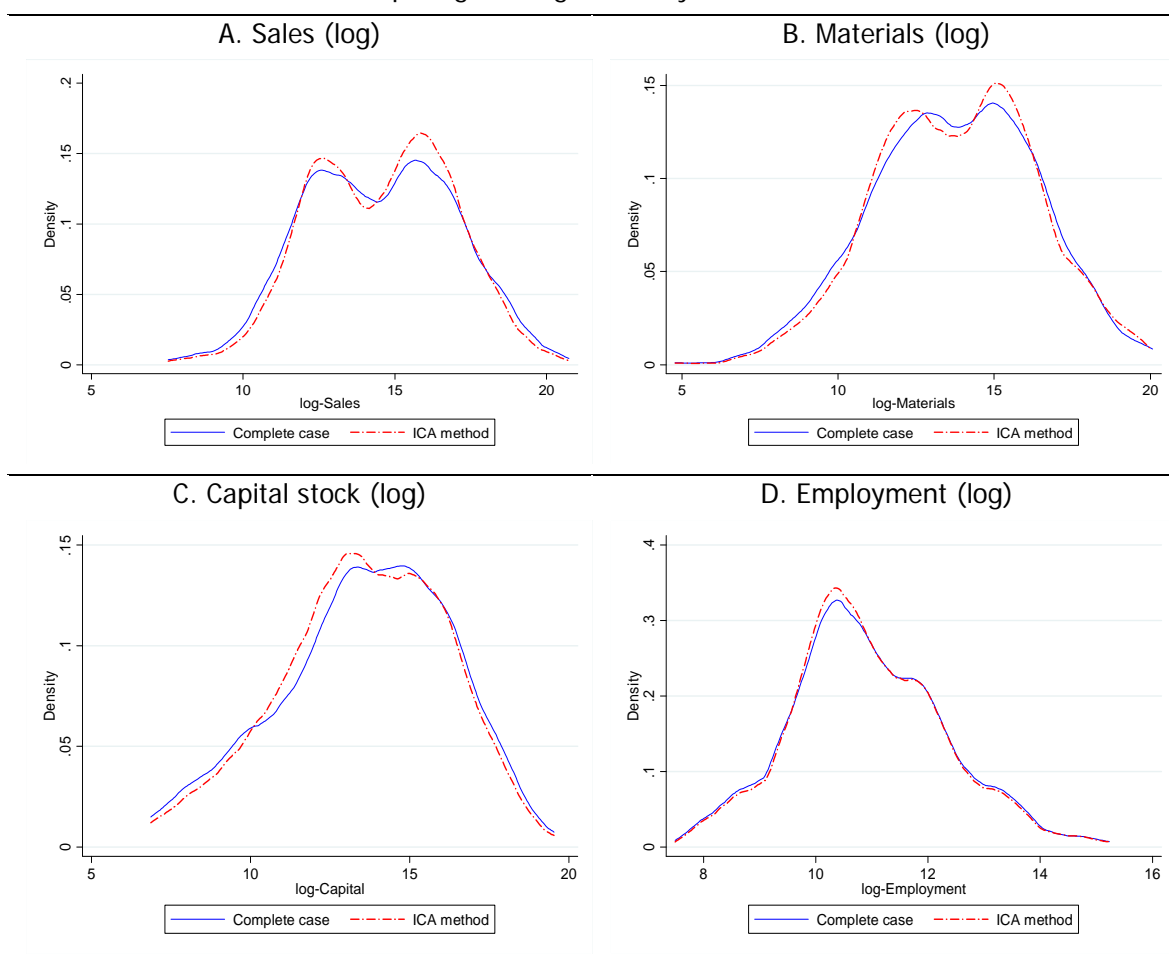 A. Sales (log)
B. Materials (log)
.2
.15
.1
.05
0
Density
5 10 15 20
log-Sales
Complete case ICA method
.15
.1
.05
0
Density
5 10 15 20
log-Materials
Complete case ICA method
C. Capital stock (log)
D. Employment (log)
.15
.1
.05
0
Density
5 10 15 20
log-Capital
Complete case ICA method
.4
.3
.2
.1
0
Density
8 10 12 14 16
log-Employment
Complete case ICA method